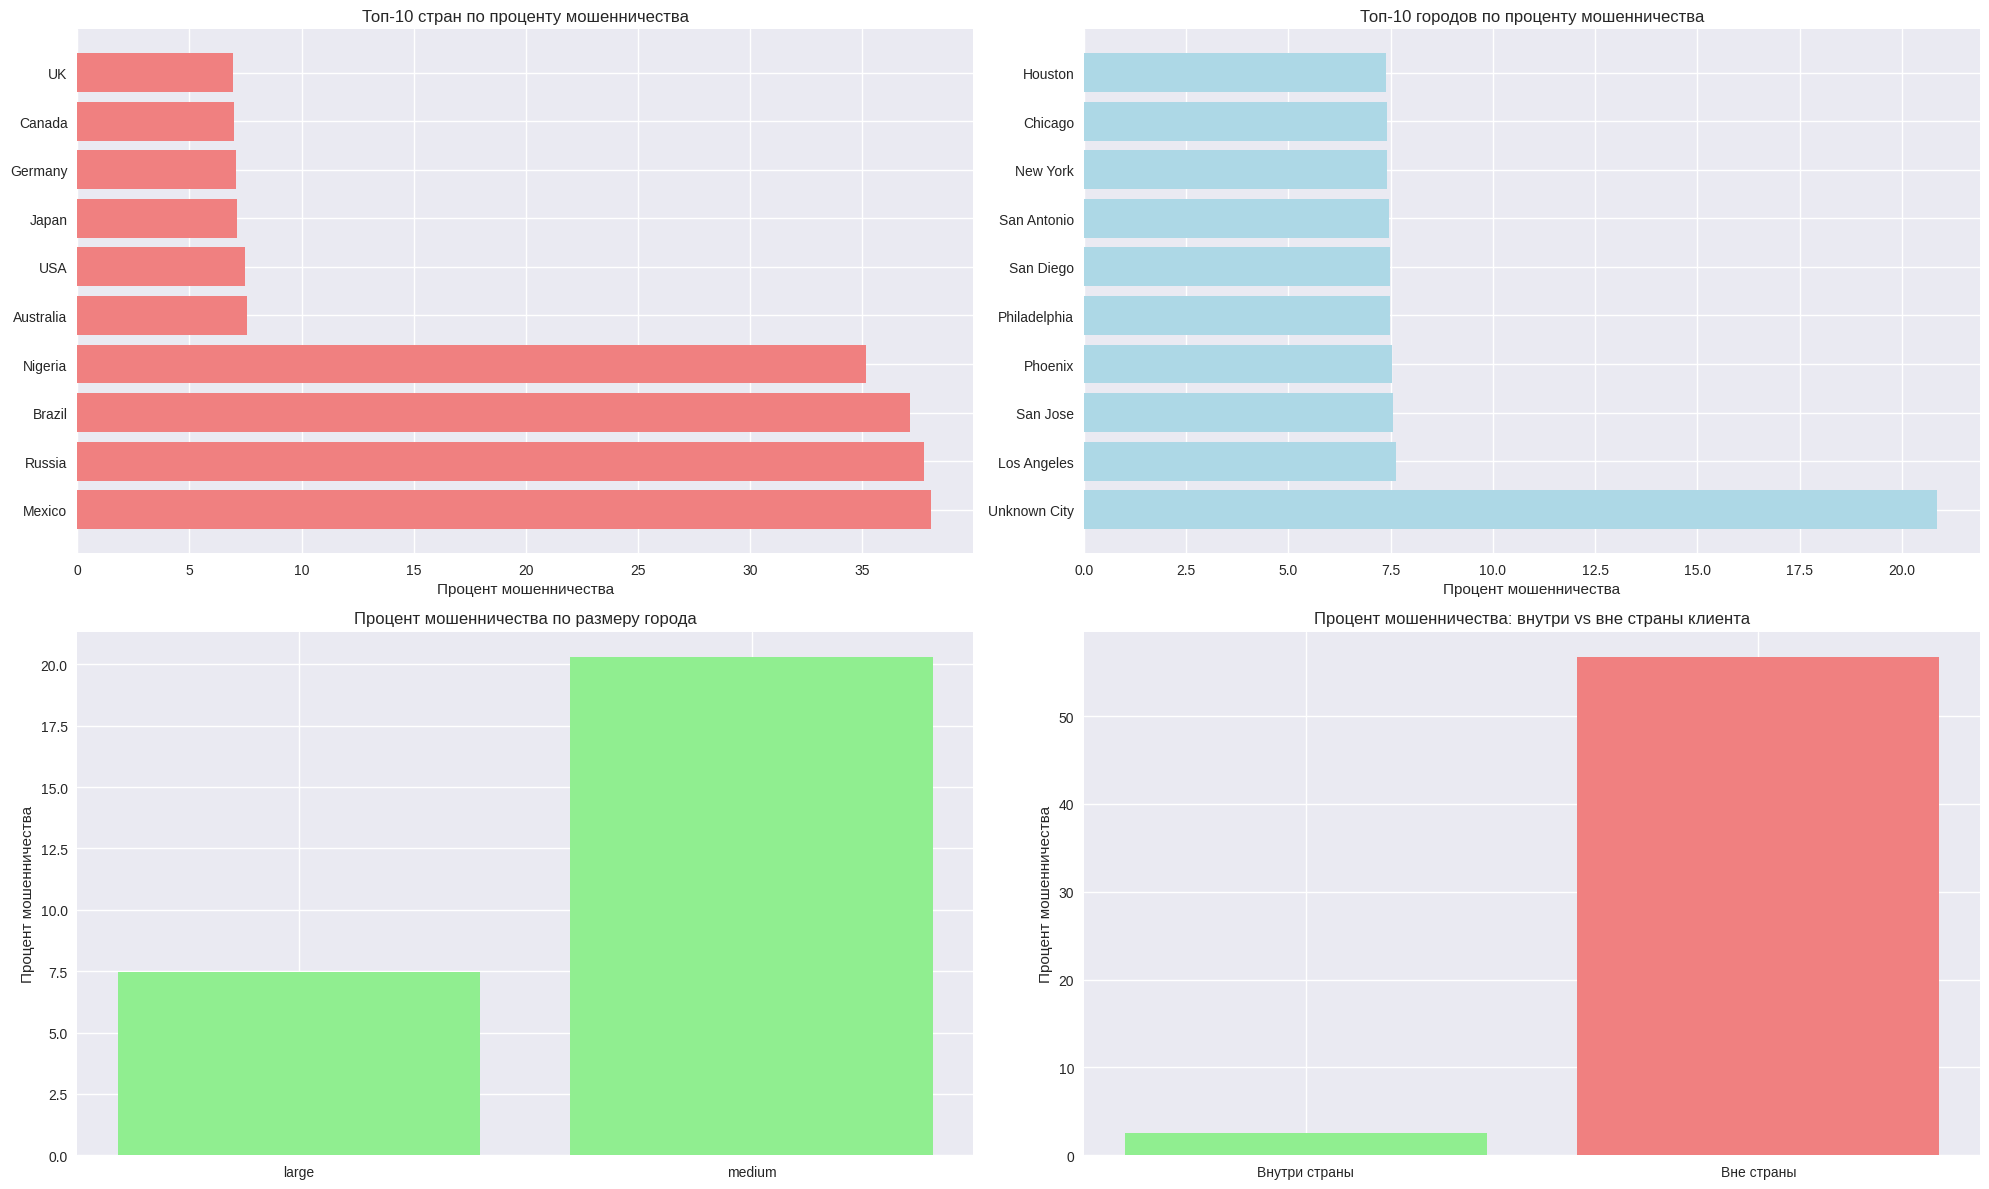 Топ-10 стран по проценту мошенничества
UK
Canada
Germany
Japan
USA
Australia
Nigeria
Brazil
Russia
Mexico
0 5 10 15 20 25 30 35
Процент мошенничества
Топ-10 городов по проценту мошенничества
Houston
Chicago
New York
San Antonio
San Diego
Philadelphia
Phoenix
San Jose
Los Angeles
Unknown City
0.0 2.5 5.0 7.5 10.0 12.5 15.0 17.5 20.0
Процент мошенничества
Процент мошенничества по размеру города
Процент мошенничества
20.0
17.5
15.0
12.5
10.0
7.5
5.0
2.5
0.0
large medium
Процент мошенничества: внутри vs вне страны клиента
Процент мошенничества
50
40
30
20
10
0
Внутри страны Вне страны